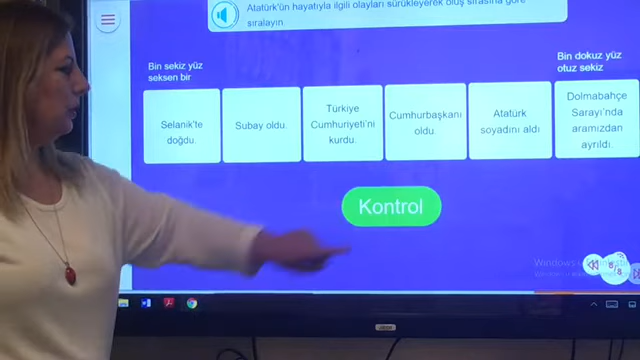 Atatürk'ün hayatıyla ilgili olayları sürükleyerek oluş sırasına göre
sıralayın
Bin sekiz yüz
seksen bir
Bin dokuz yüz
otuz sekiz
Selanik'te
doğdu.
Subay oldu.
Türkiye
Cumhuriyeti'ni
kurdu.
Cumhurbaşkanı
oldu.
Atatürk
soyadını aldı
Dolmabahçe
Sarayı'nda
aramızdan
ayrıldı.
Kontrol
8/8